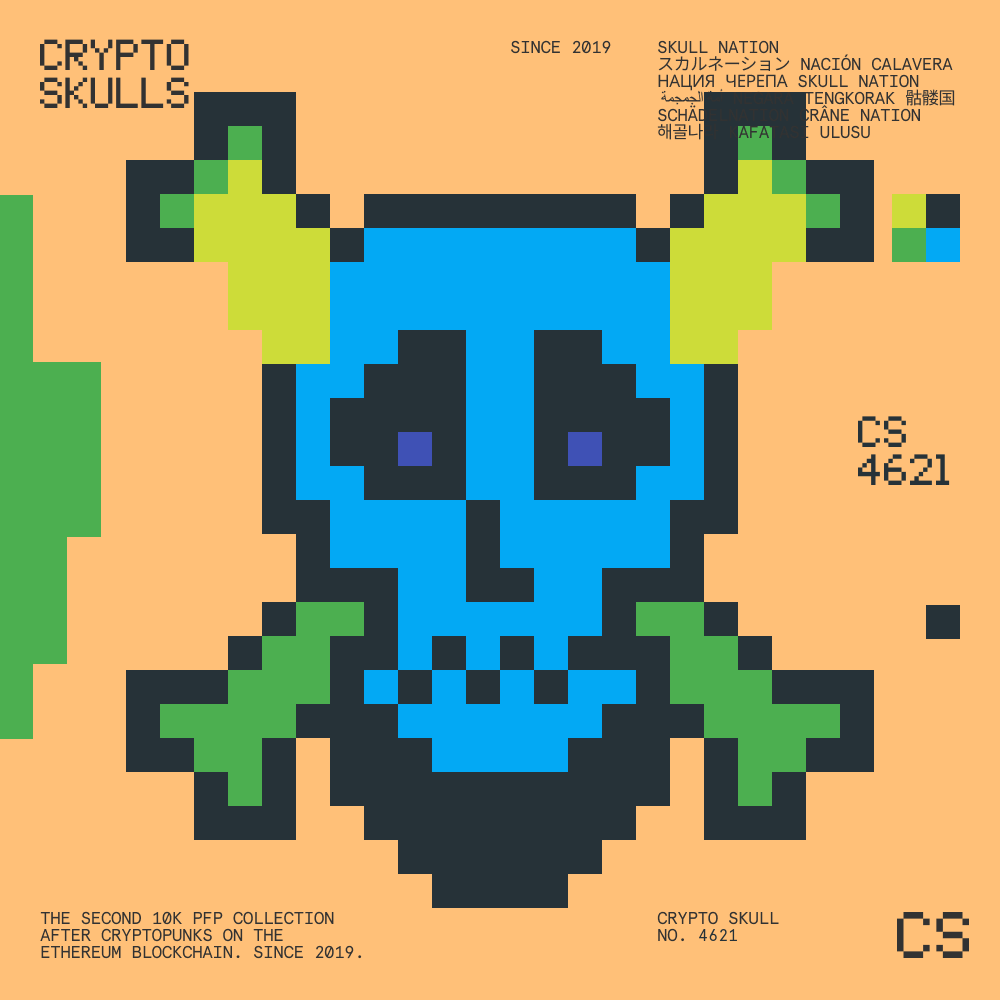 CRYPTO
SKULLS
SINCE 2019
SKULL NATION
スカルネーション NACIÓN CALAVERA
НАЦИЯ ЧЕРЕПА SKULL NATION
الجمجمة TENGKORAK 骷髅国
CRÂNE NATION
해골나 ULUSU
CS
4621
THE SECOND 10K PFP COLLECTION
AFTER CRYPTOPUNKS ON THE
ETHEREUM BLOCKCHAIN. SINCE 2019.
CRYPTO SKULL
NO. 4621
CS